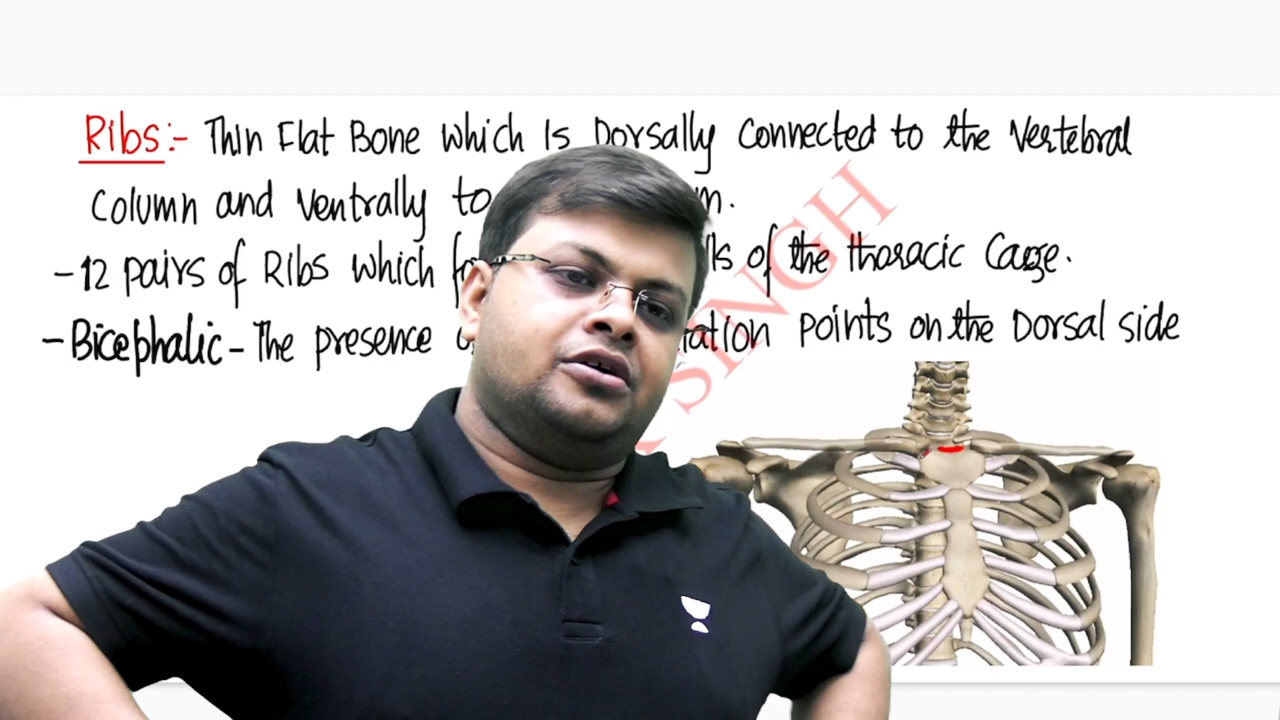 Ribs:- Thin Flat Bone which Is Dorsally Connected to the Vertebral
Column and Ventrally to
- 12 pairs of Ribs which of the thoracic Cage.
- Bicephalic - The presence points on the Dorsal side
SINGH